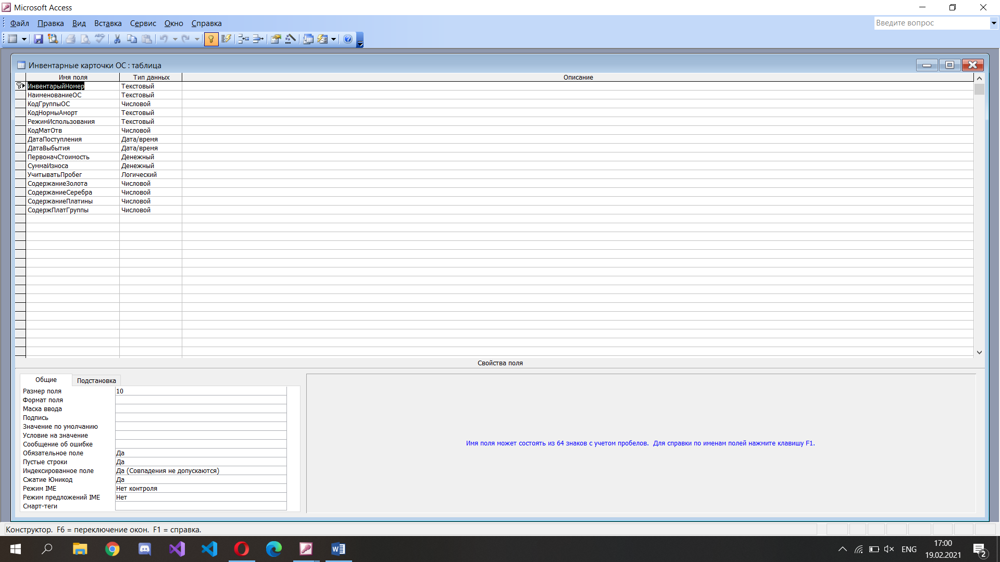 Microsoft Access
Файл Правка Вид Вставка Сервис Окно Справка
Введите вопрос
Инвентарные карточки ОС : таблица
Имя поля Тип данных Описание
ИнвентарыйНомер Текстовый
НаименованиеОС Текстовый
КодГруппыОС Числовой
КодНормыАморт Текстовый
РежимИспользования Текстовый
КодМатОтв Числовой
ДатаПоступления Дата/время
ДатаВыбытия Дата/время
ПервоначСтоимость Денежный
СуммаИзноса Денежный
УчитыватьПробег Логический
СодержаниеЗолота Числовой
СодержаниеСеребра Числовой
СодержаниеПлатины Числовой
СодержПлатГруппы Числовой
Свойства поля
Общие Подстановка
Размер поля 10
Формат поля
Маска ввода
Подпись
Значение по умолчанию
Условие на значение
Сообщение об ошибке
Обязательное поле Да
Пустые строки Да
Индексированное поле Да (Совпадения не допускаются)
Сжатие Юникод Да
Режим IME Нет контроля
Режим предложений IME Нет
Смарт-теги
Имя поля может состоять из 64 знаков с учетом пробелов. Для справки по именам полей нажмите клавишу F1.
Конструктор. F6 = переключение окон. F1 = справка.
ENG
17:00
19.02.2021
2